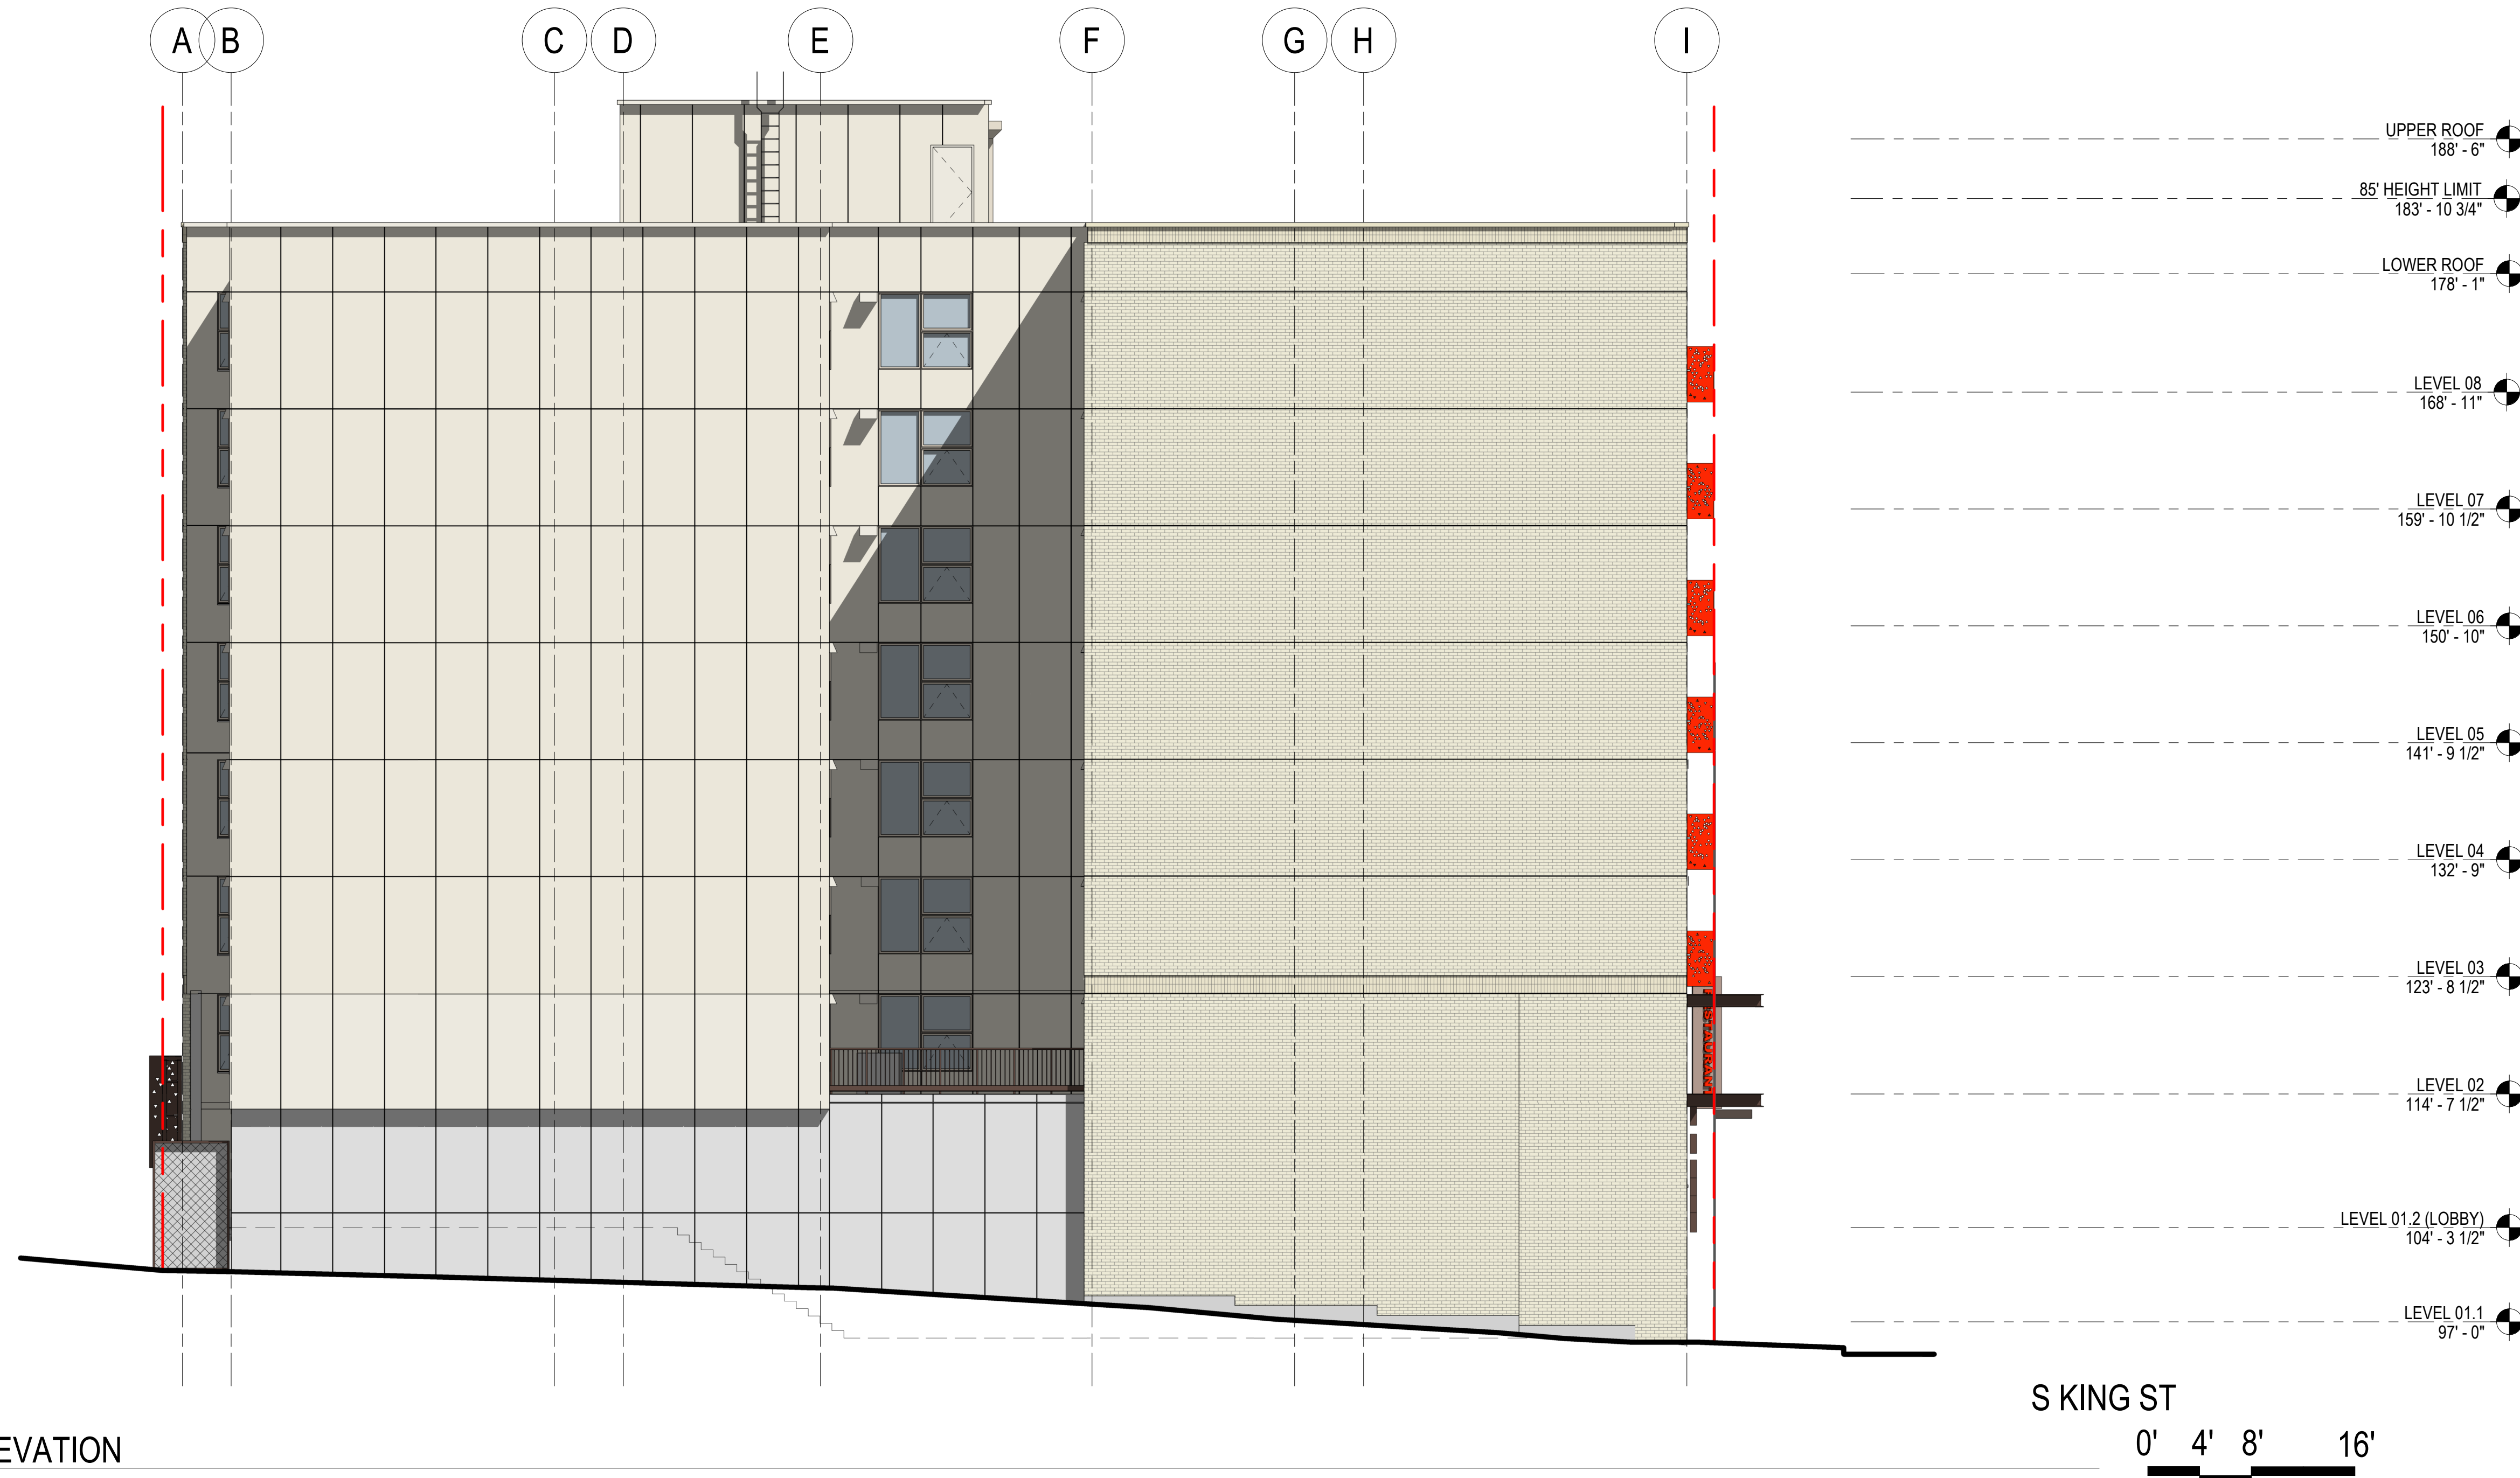 A B C D E F G H I
UPPER ROOF
188' - 6"
85' HEIGHT LIMIT
183' - 10 3/4"
LOWER ROOF
178' - 1"
LEVEL 08
168' - 11"
LEVEL 07
159' - 10 1/2"
LEVEL 06
150' - 10"
LEVEL 05
141' - 9 1/2"
LEVEL 04
132' - 9"
LEVEL 03
123' - 8 1/2"
LEVEL 02
114' - 7 1/2"
LEVEL 01.2 (LOBBY)
104' - 3 1/2"
LEVEL 01.1
97' - 0"
S KING ST
EVATION
0' 4' 8' 16'